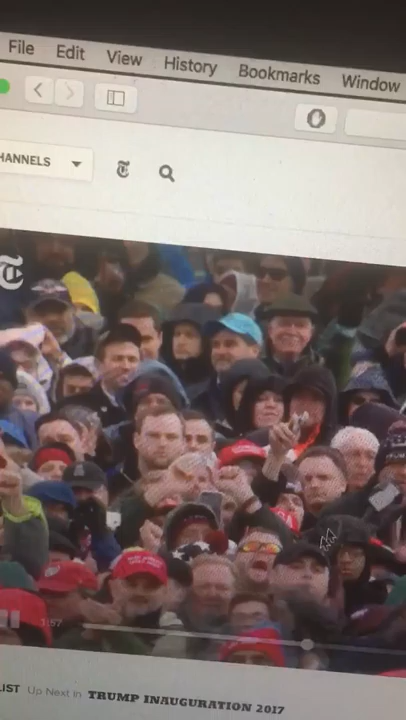 File Edit View History Bookmarks Window
HANNELS
T
T
1:57
LIST Up Next in TRUMP INAUGURATION 2017